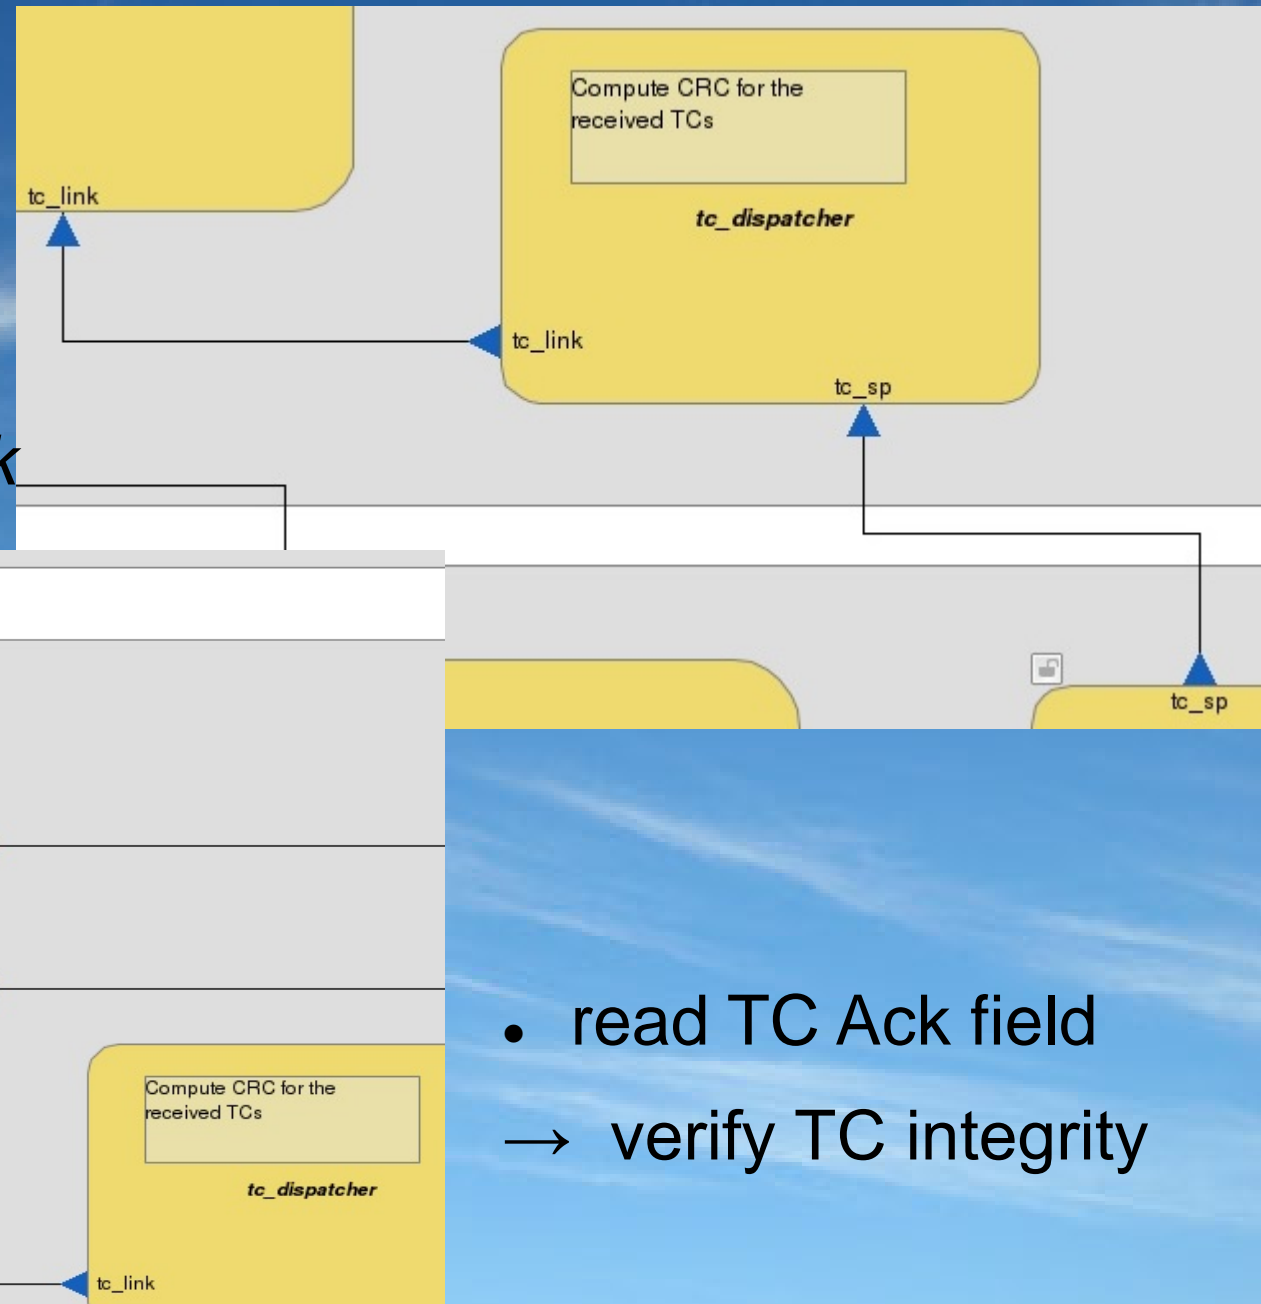 Compute CRC for the
received TCs
tc_link
tc_dispatcher
tc_link
tc_sp
k
tc_sp
• read TC Ack field
→ verify TC integrity
Compute CRC for the
received TCs
tc_dispatcher
tc_link